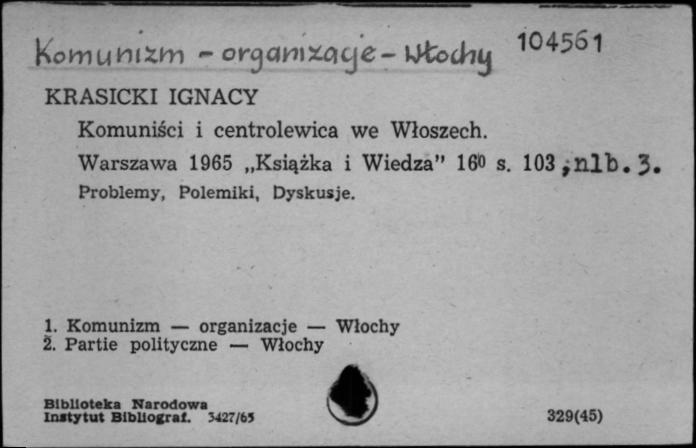 Komunizm - organizacje - Włochy 104561
KRASICKI IGNACY
Komuniści i centrolewica we Włoszech.
Warszawa 1965 „Książka i Wiedza” 16⁰ s. 103, nlb. 3.
Problemy, Polemiki, Dyskusje.
1. Komunizm — organizacje — Włochy
2. Partie polityczne — Włochy
Biblioteka Narodowa
Instytut Bibliograf. 3427/65 329(45)